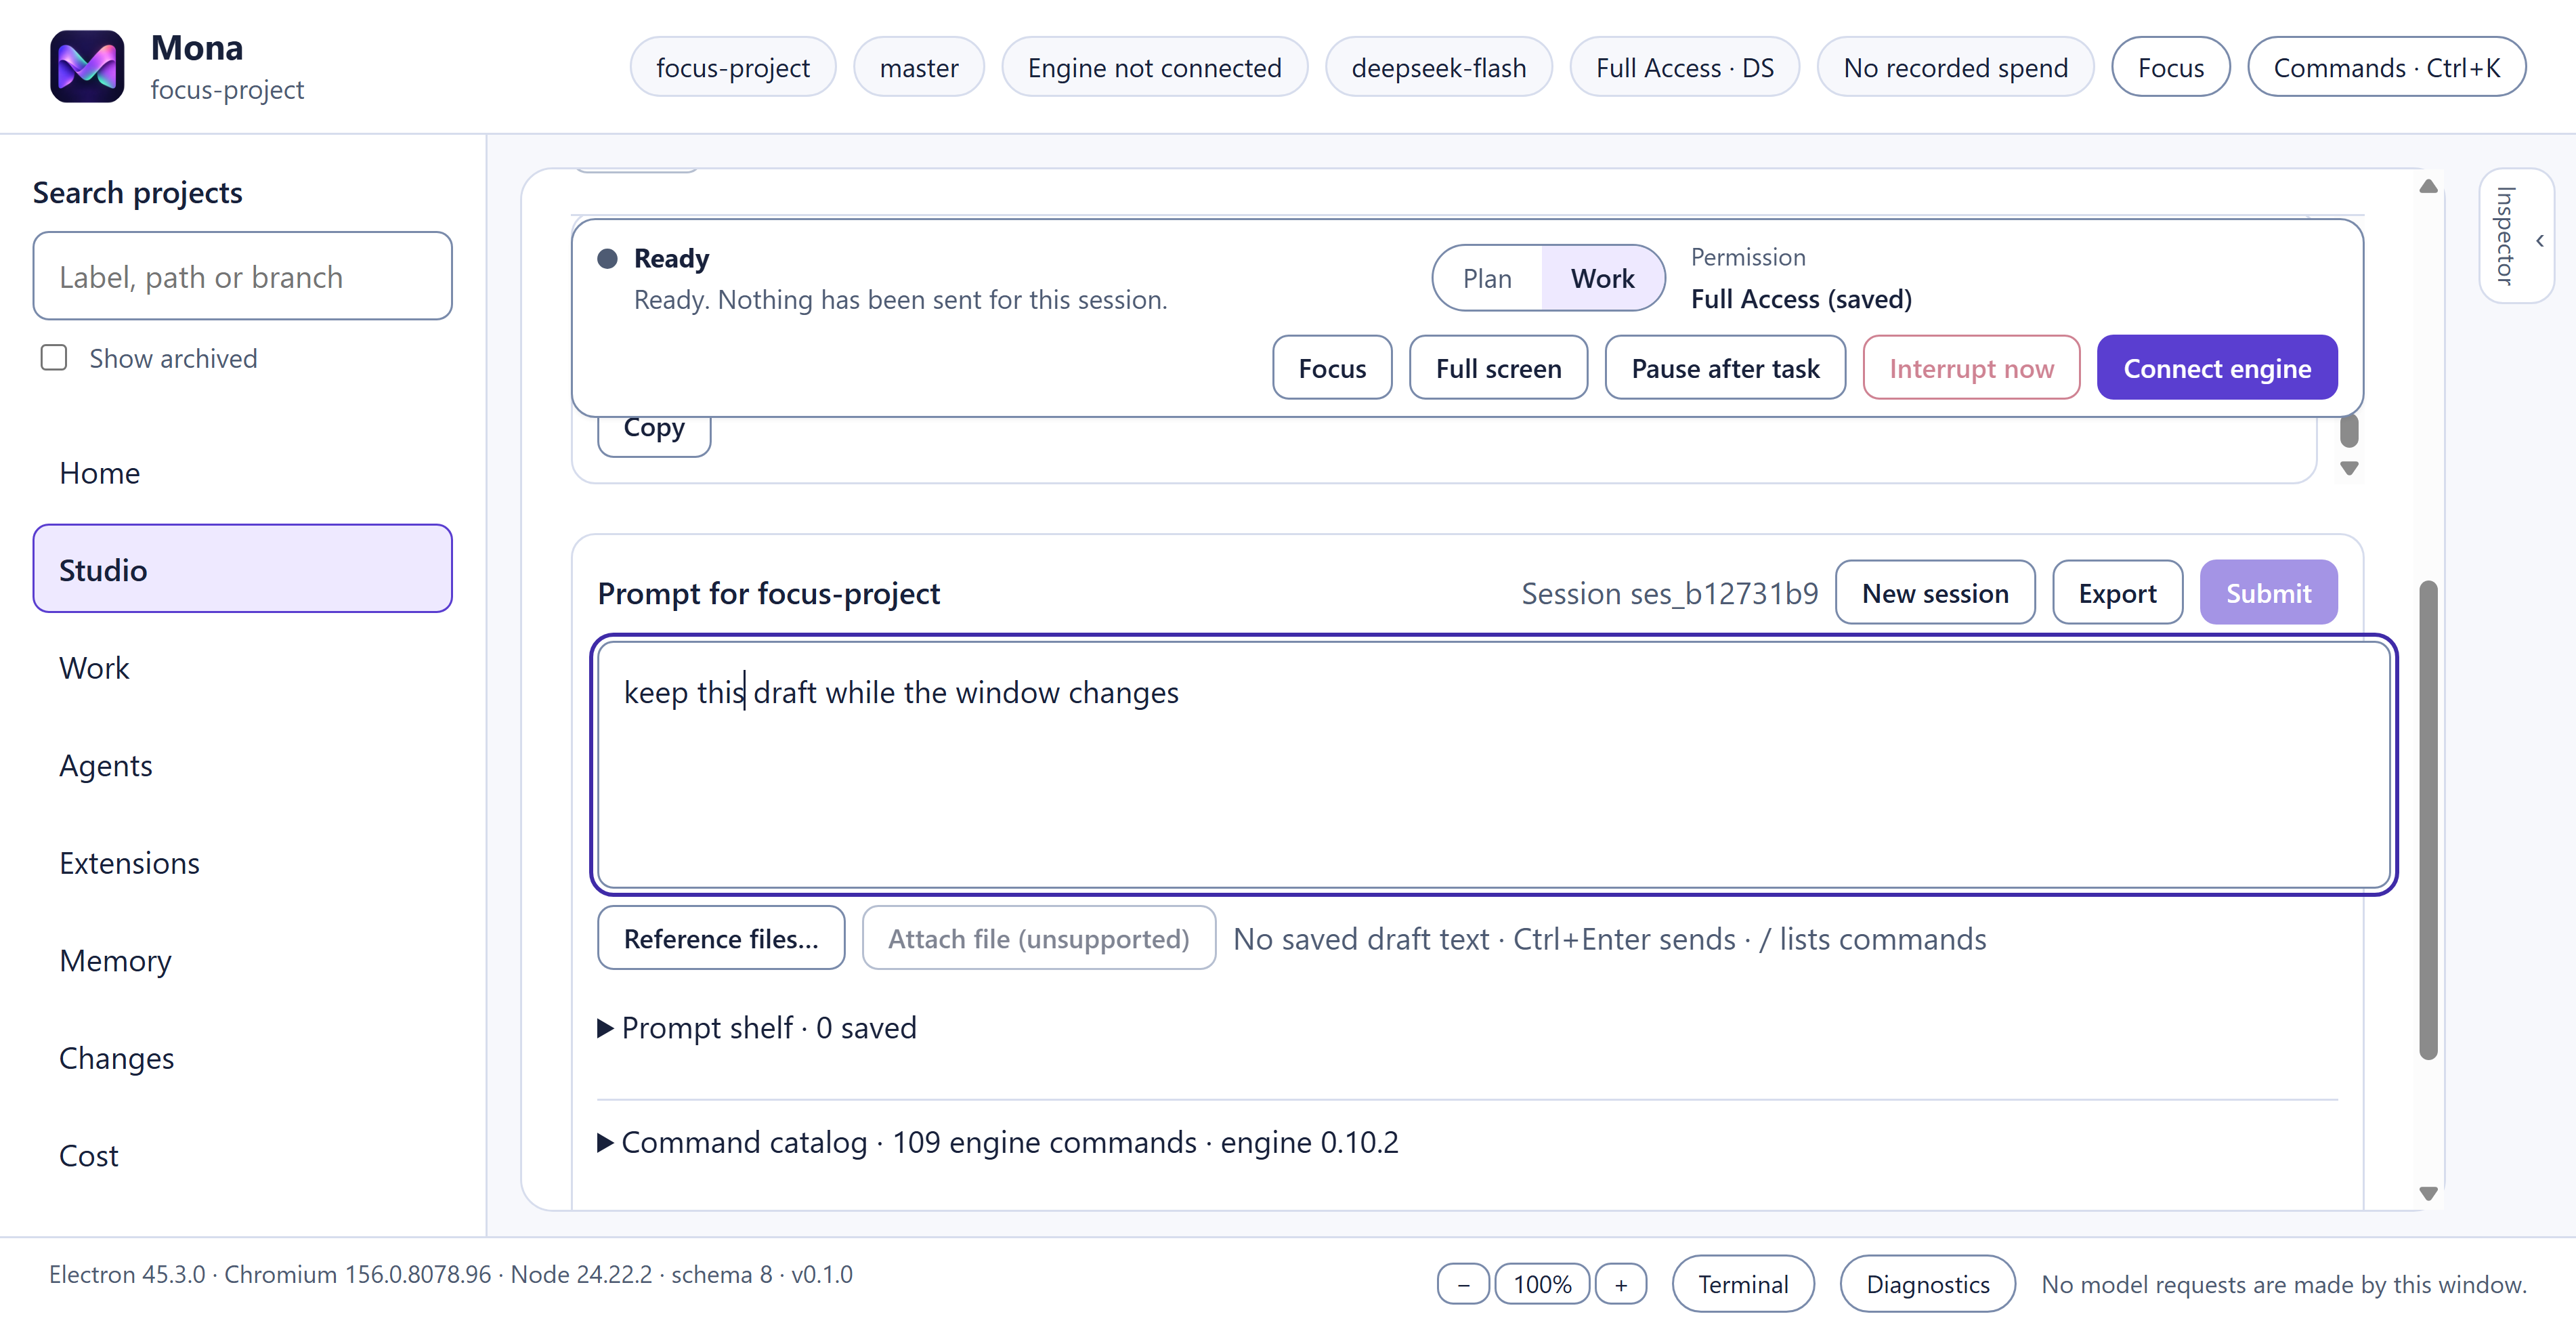 Mona
focus-project
focus-project
master
Engine not connected
deepseek-flash
Full Access · DS
No recorded spend
Focus
Commands · Ctrl+K
Search projects
Label, path or branch
Show archived
Home
Studio
Work
Agents
Extensions
Memory
Changes
Cost
Ready
Ready. Nothing has been sent for this session.
Plan
Work
Permission
Full Access (saved)
Focus
Full screen
Pause after task
Interrupt now
Connect engine
Copy
Prompt for focus-project
Session ses_b12731b9
New session
Export
Submit
keep this draft while the window changes
Reference files...
Attach file (unsupported)
No saved draft text · Ctrl+Enter sends · / lists commands
Prompt shelf · 0 saved
Command catalog · 109 engine commands · engine 0.10.2
Inspector
Electron 45.3.0 · Chromium 156.0.8078.96 · Node 24.22.2 · schema 8 · v0.1.0
− 100% +
Terminal
Diagnostics
No model requests are made by this window.